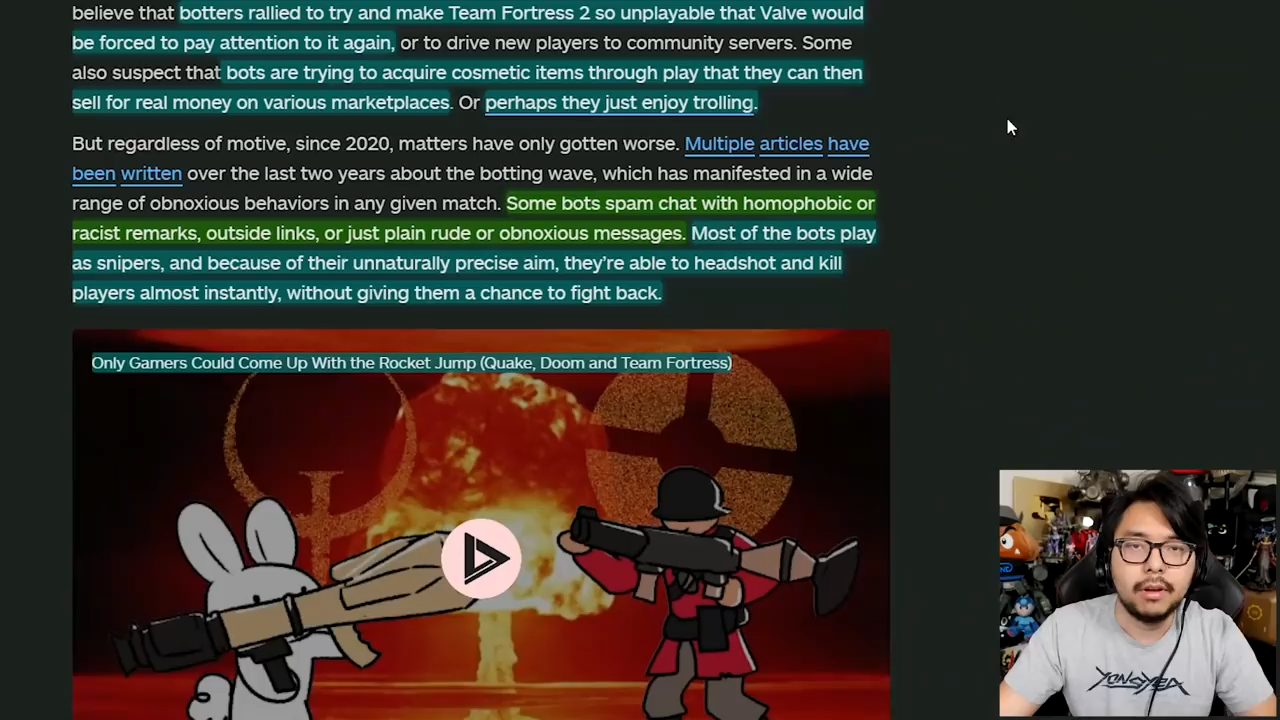 believe that botters rallied to try and make Team Fortress 2 so unplayable that Valve would
be forced to pay attention to it again, or to drive new players to community servers. Some
also suspect that bots are trying to acquire cosmetic items through play that they can then
sell for real money on various marketplaces. Or perhaps they just enjoy trolling.
But regardless of motive, since 2020, matters have only gotten worse. Multiple articles have
been written over the last two years about the botting wave, which has manifested in a wide
range of obnoxious behaviors in any given match. Some bots spam chat with homophobic or
racist remarks, outside links, or just plain rude or obnoxious messages. Most of the bots play
as snipers, and because of their unnaturally precise aim, they’re able to headshot and kill
players almost instantly, without giving them a chance to fight back.
Only Gamers Could Come Up With the Rocket Jump (Quake, Doom and Team Fortress)
YONGYEA